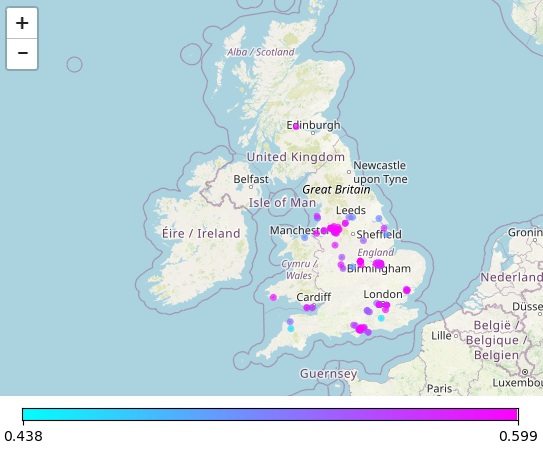 +
−
Alba / Scotland
Edinburgh
United Kingdom
Newcastle
upon Tyne
Belfast
Great Britain
Isle of Man
Leeds
Éire / Ireland
Manchest
Sheffield
Groning
England
Cymru /
Wales
Birmingham
Nederland
Cardiff
London
Düsse
België /
Belgique /
Belgien
Lille
Guernsey
Luxembou
Paris
0.438
0.599